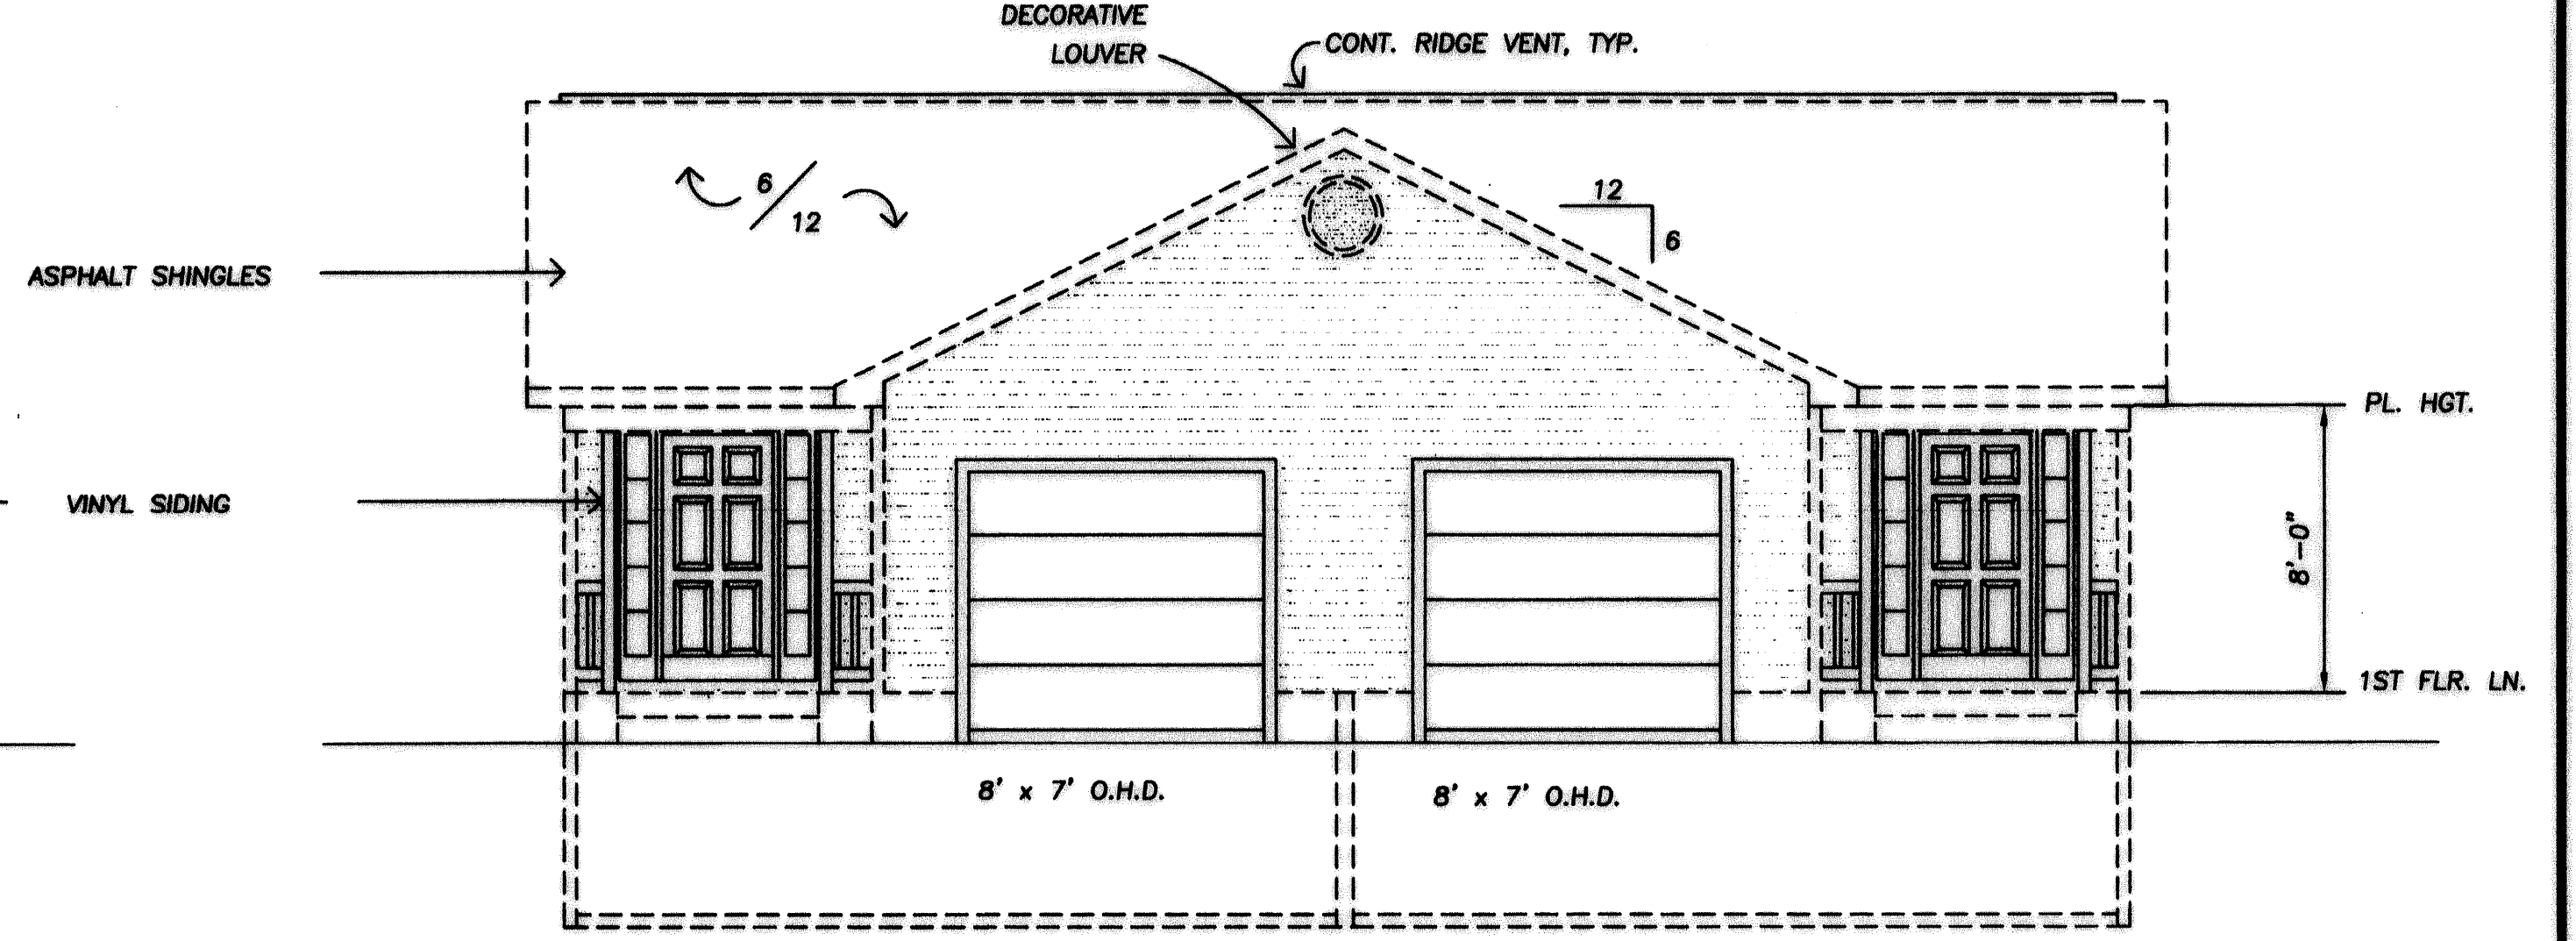 DECORATIVE
LOUVER
CONT. RIDGE VENT, TYP.
6/12
12
6
ASPHALT SHINGLES
PL. HGT.
VINYL SIDING
8'-0"
1ST FLR. LN.
8' x 7' O.H.D.
8' x 7' O.H.D.